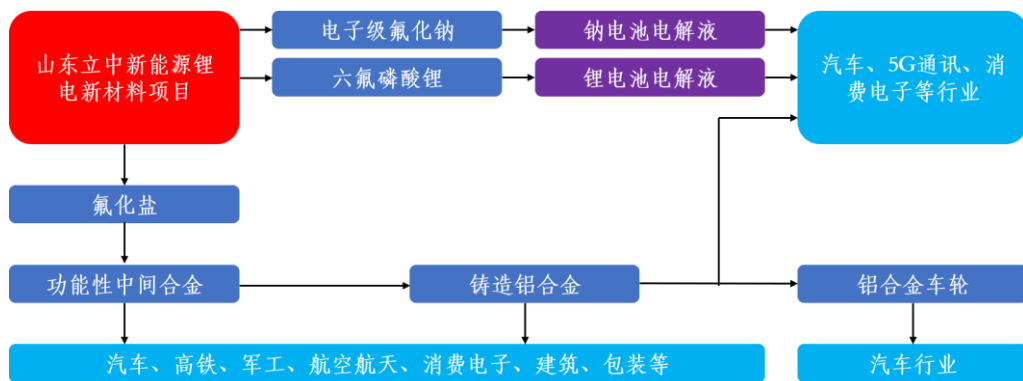 山东立中新能源锂
电新材料项目
电子级氟化钠
钠电池电解液
六氟磷酸锂
锂电池电解液
汽车、5G通讯、消
费电子等行业
氟化盐
功能性中间合金
铸造铝合金
铝合金车轮
汽车、高铁、军工、航空航天、消费电子、建筑、包装等
汽车行业